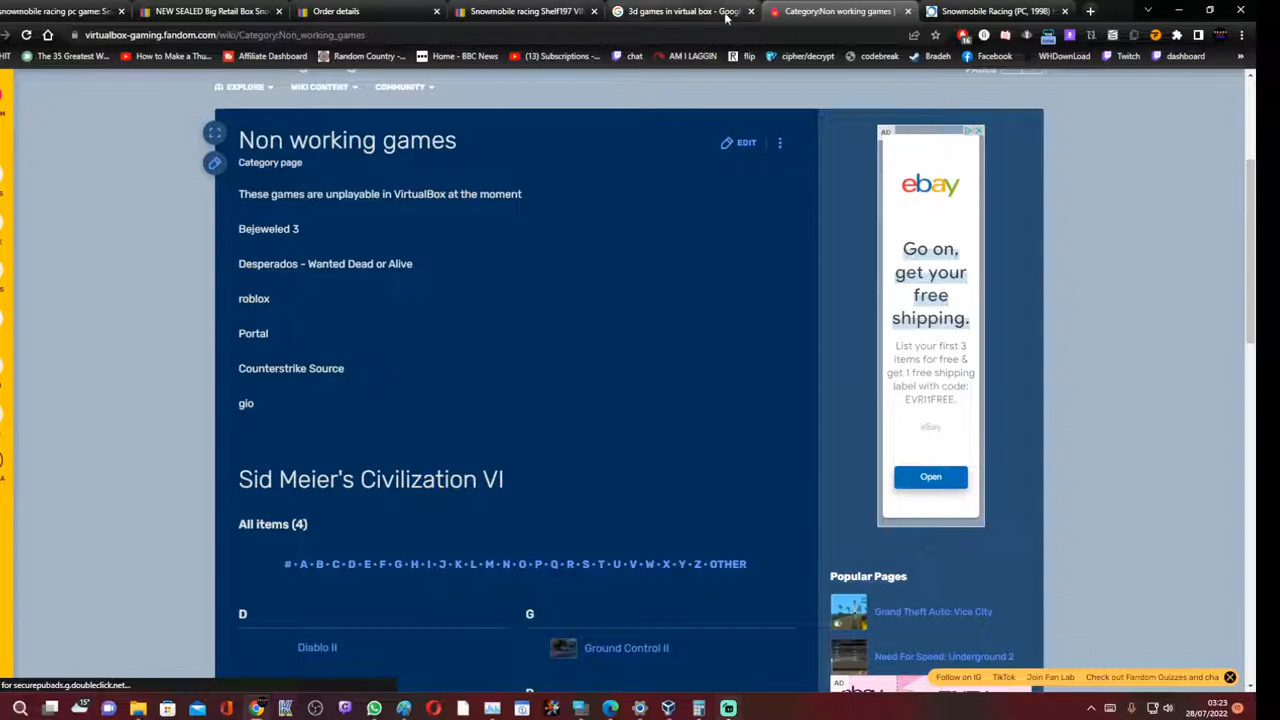 snowmobile racing pc game: Se
NEW SEALED Big Retail Box Snow
Order details
Snowmobile racing Shelf197 VI
3d games in virtual box - Goog
Category:Non working games |
Snowmobile Racing (PC, 1998) |
virtualbox-gaming.fandom.com/wiki/Category:Non_working_games
The 35 Greatest W...
How to Make a Thu...
Affiliate Dashboard
Random Country -...
Home - BBC News
(13) Subscriptions -...
chat
AM I LAGGIN
flip
cipher/decrypt
codebreak
Bradeh
Facebook
WHDownLoad
Twitch
dashboard
EXPLORE
WIKI CONTENT
COMMUNITY
Non working games
EDIT
Category page
These games are unplayable in VirtualBox at the moment
Bejeweled 3
Desperados - Wanted Dead or Alive
roblox
Portal
Counterstrike Source
gio
Sid Meier's Civilization VI
All items (4)
# · A · B · C · D · E · F · G · H · I · J · K · L · M · N · O · P · Q · R · S · T · U · V · W · X · Y · Z · OTHER
D
G
Diablo II
Ground Control II
AD
ebay
Go on,
get your
free
shipping.
List your first 3
items for free &
get 1 free shipping
label with code:
EVRI1FREE.
eBay
Open
Popular Pages
Grand Theft Auto: Vice City
Need For Speed: Underground 2
AD
Follow on IG
TikTok
Join Fan Lab
Check out Fandom Quizzes and cha
for securepubads.g.doubleclick.net...
03:23
28/07/2022